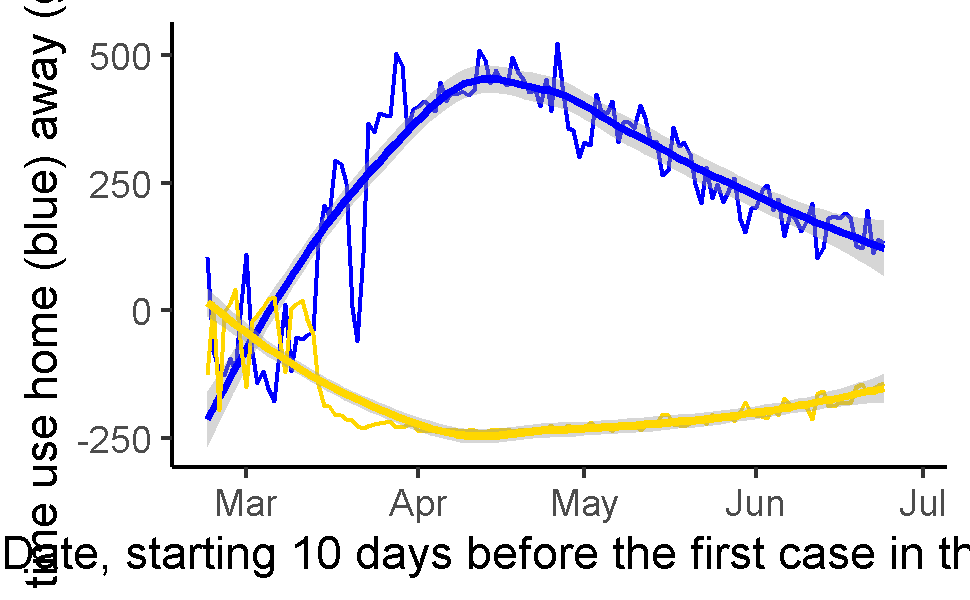 time use home (blue) away (
500
250
0
-250
Mar Apr May Jun Jul
Date, starting 10 days before the first case in